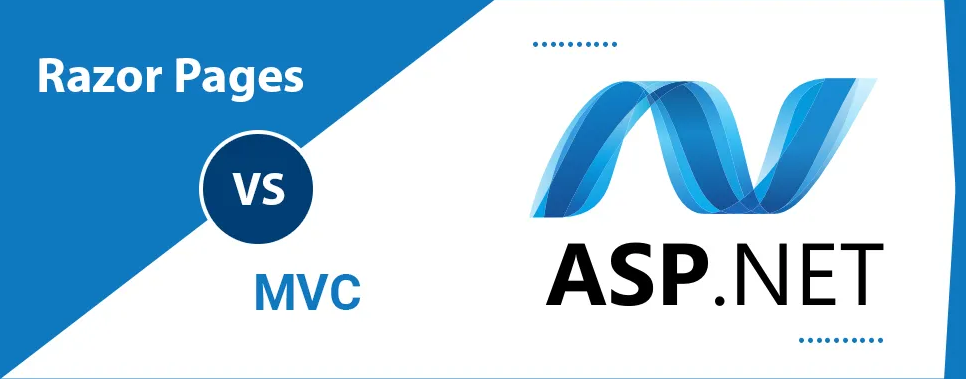 Razor Pages
VS
MVC
ASP.NET